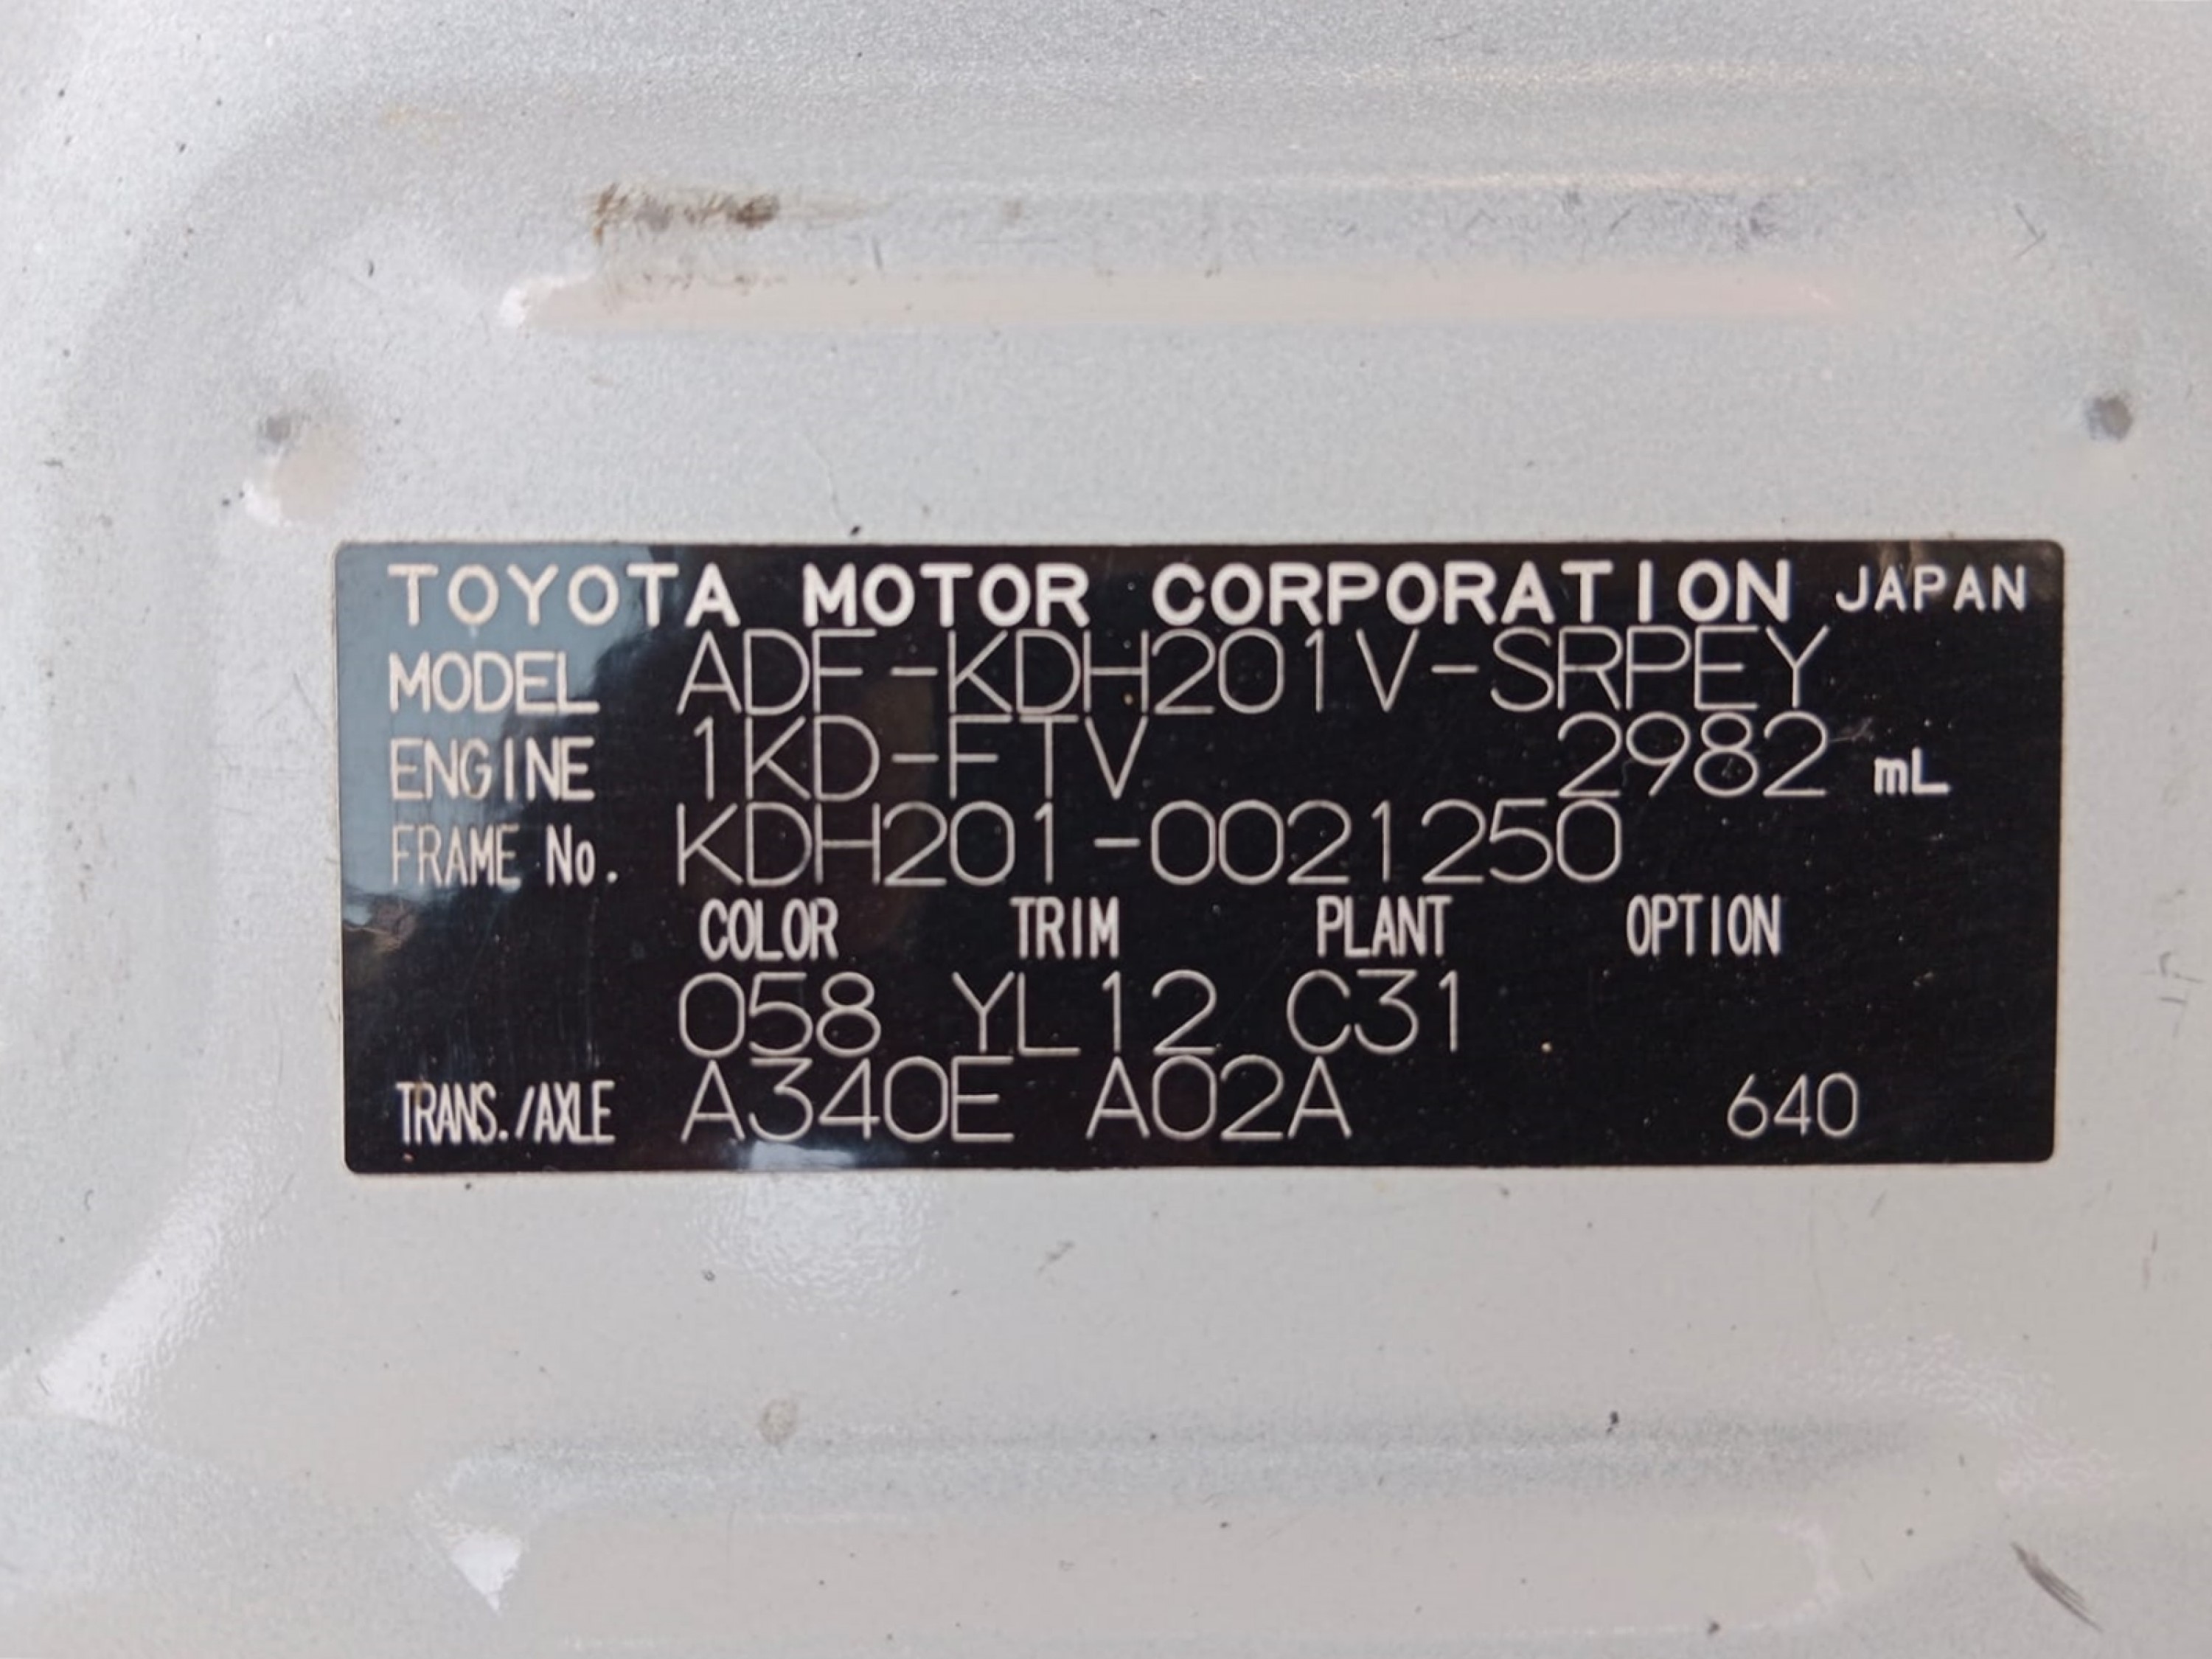 TOYOTA MOTOR CORPORATION JAPAN
MODEL ADF-KDH201V-SRPEY
ENGINE 1KD-FTV 2982 mL
FRAME No. KDH201-0021250
COLOR TRIM PLANT OPTION
058 YL12 C31
TRANS./AXLE A340E A02A 640